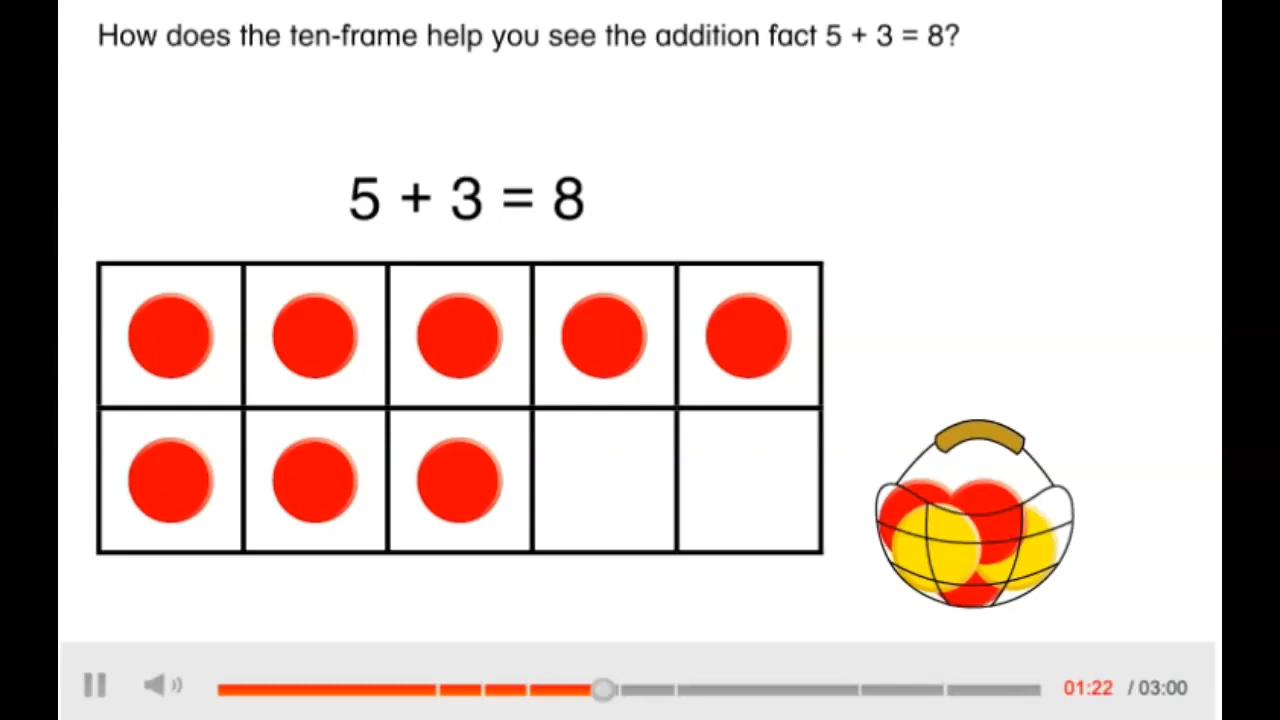 How does the ten-frame help you see the addition fact 5 + 3 = 8?
5 + 3 = 8
01:22 / 03:00